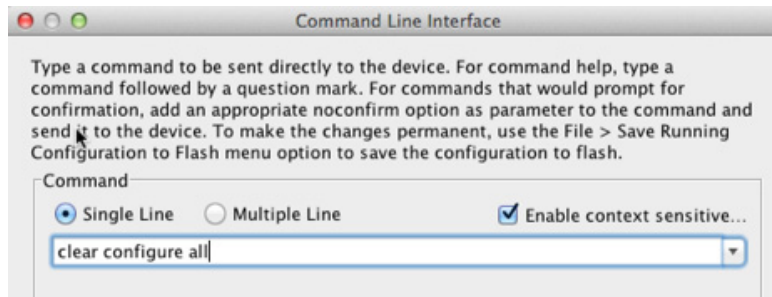 Command Line Interface
Type a command to be sent directly to the device. For command help, type a
command followed by a question mark. For commands that would prompt for
confirmation, add an appropriate noconfirm option as parameter to the command and
send it to the device. To make the changes permanent, use the File > Save Running
Configuration to Flash menu option to save the configuration to flash.
Command
Single Line Multiple Line Enable context sensitive...
clear configure all